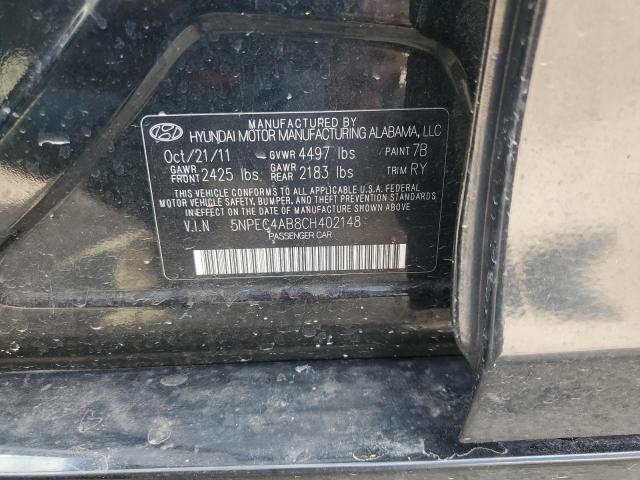 MANUFACTURED BY
HYUNDAI MOTOR MANUFACTURING ALABAMA, LLC
Oct/21/11 GVWR 4497 lbs PAINT 7B
GAWR FRONT 2425 lbs GAWR REAR 2183 lbs TRIM RY
THIS VEHICLE CONFORMS TO ALL APPLICABLE U.S.A. FEDERAL
MOTOR VEHICLE SAFETY, BUMPER, AND THEFT PREVENTION STANDARDS
IN EFFECT ON THE DATE OF MANUFACTURE SHOWN ABOVE.
V.I.N 5NPEC4AB8CH402148
PASSENGER CAR